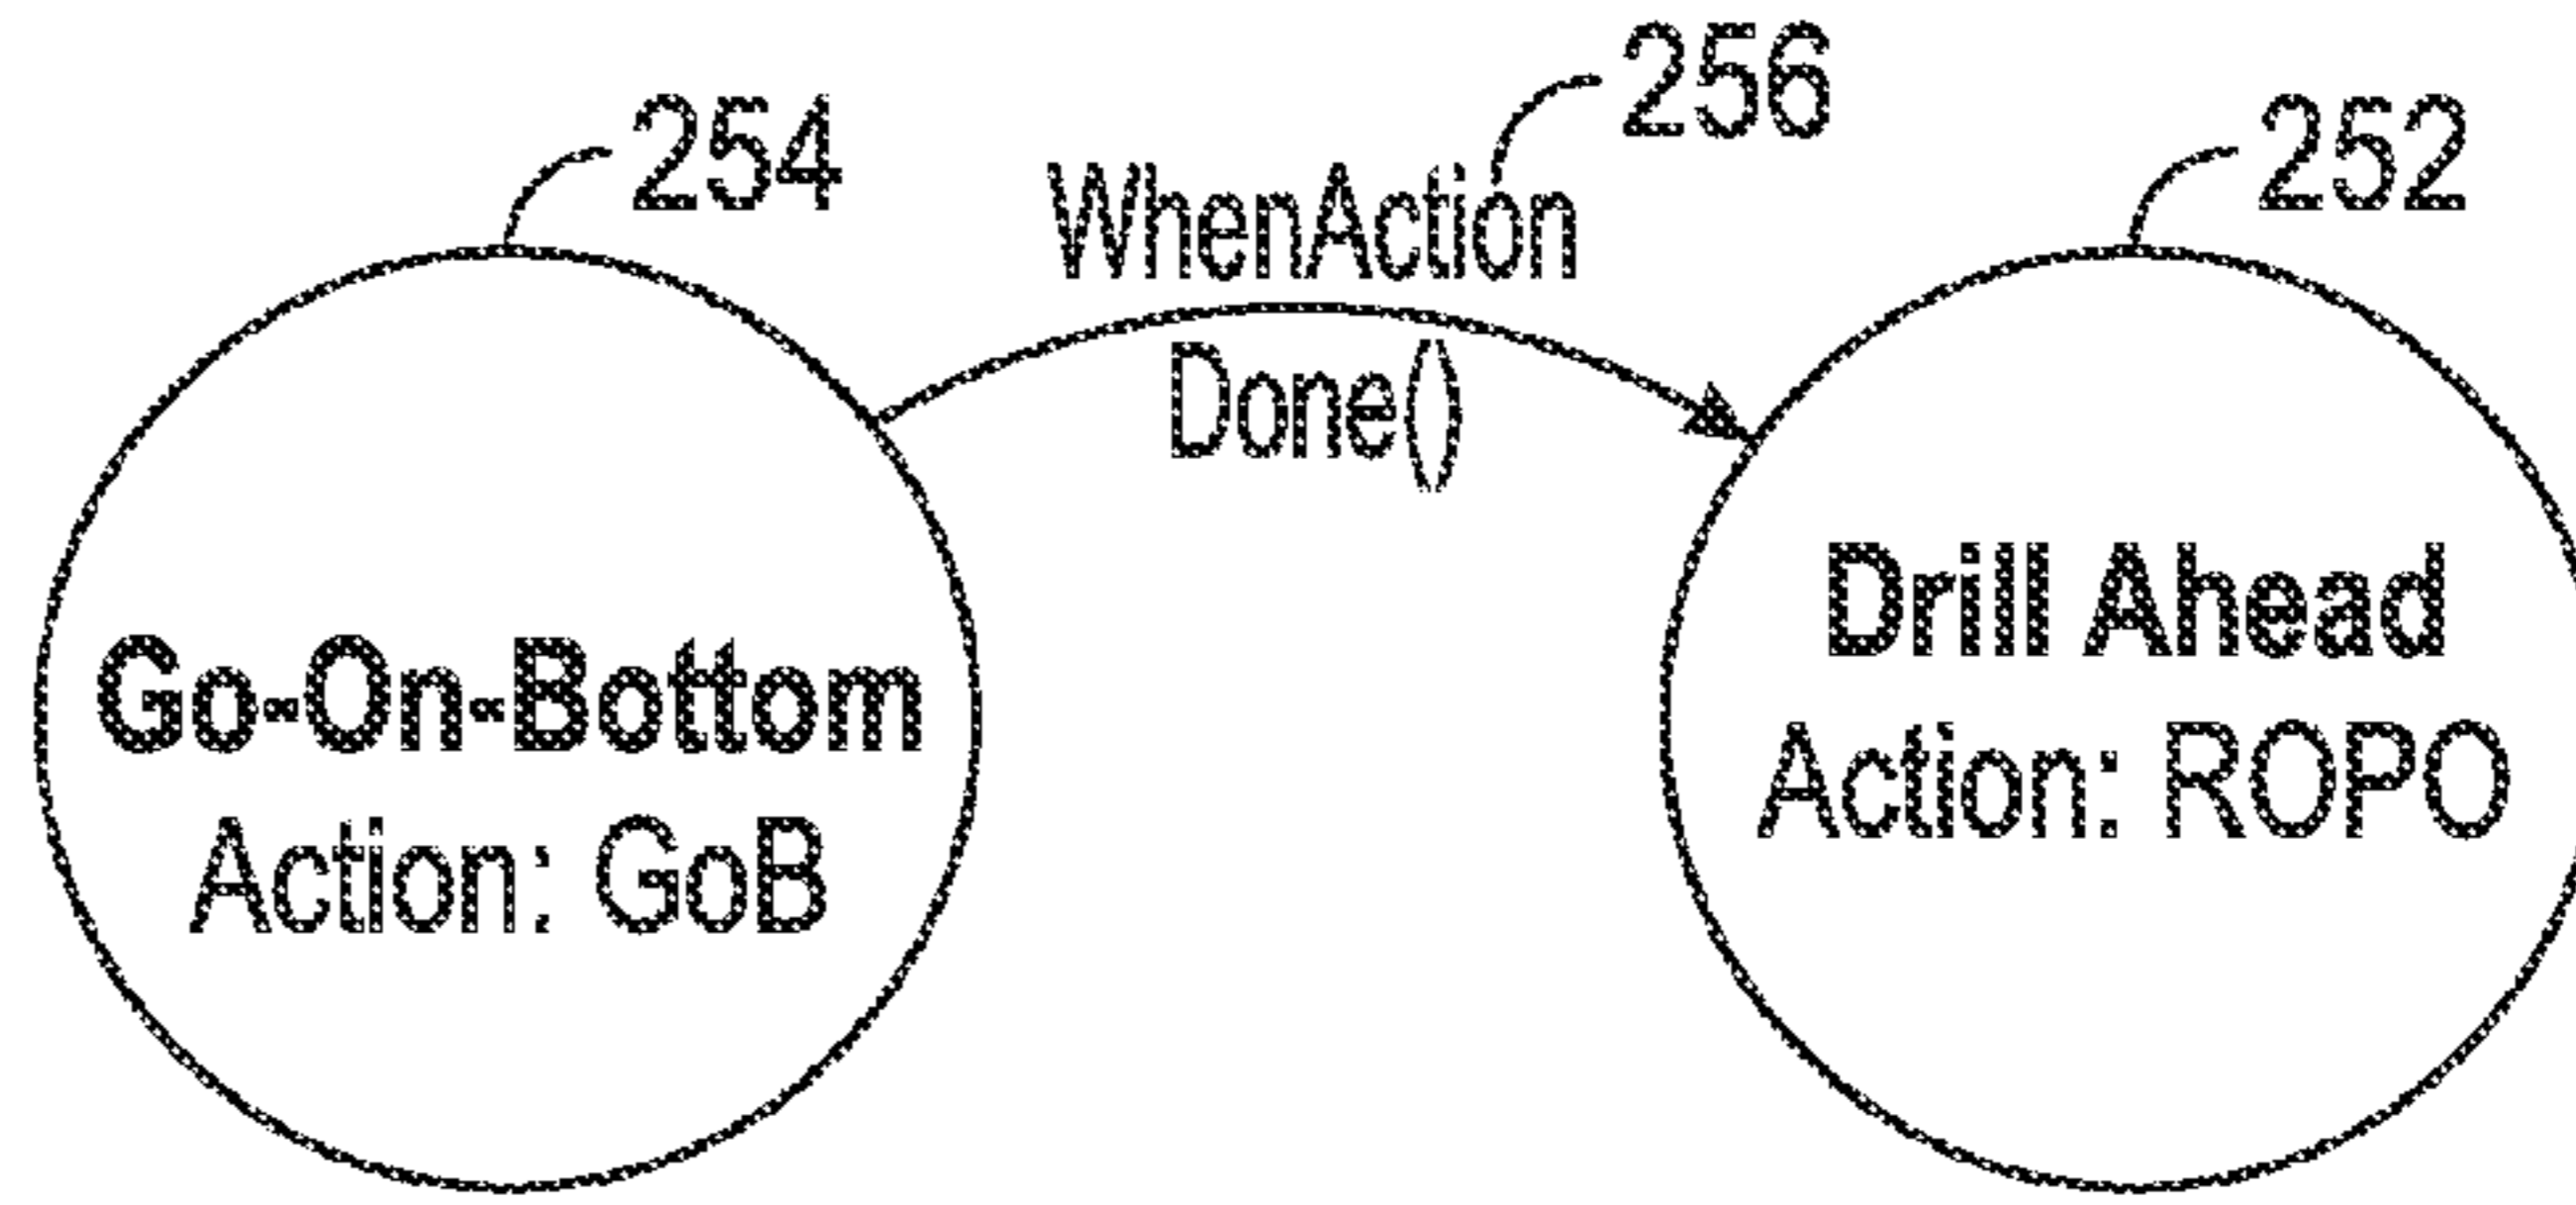 254
256
252
WhenAction
Done()
Go-On-Bottom
Action: GoB
Drill Ahead
Action: ROPO